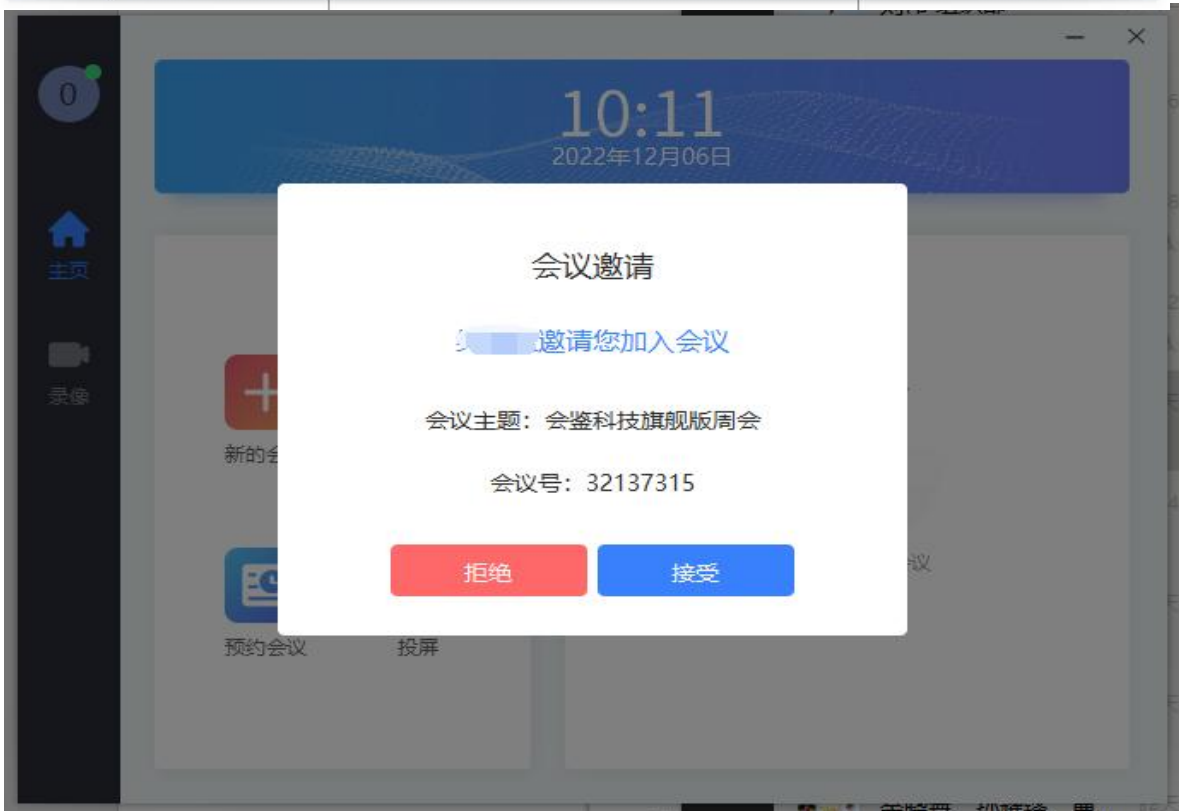 0
10:11
2022年12月06日
主页
录像
会议邀请
邀请您加入会议
会议主题：会鉴科技旗舰版周会
会议号：32137315
拒绝
接受
新的会
预约会议
投屏
议